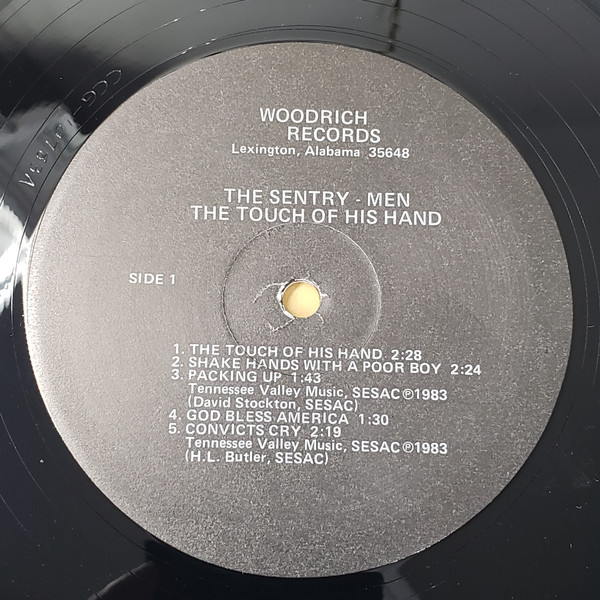 WOODRICH
RECORDS
Lexington, Alabama 35648
THE SENTRY - MEN
THE TOUCH OF HIS HAND
SIDE 1
1. THE TOUCH OF HIS HAND 2:28
2. SHAKE HANDS WITH A POOR BOY 2:24
3. PACKING UP 1:43
Tennessee Valley Music, SESAC℗1983
(David Stockton, SESAC)
4. GOD BLESS AMERICA 1:30
5. CONVICTS CRY 2:19
Tennessee Valley Music, SESAC℗1983
(H.L. Butler, SESAC)